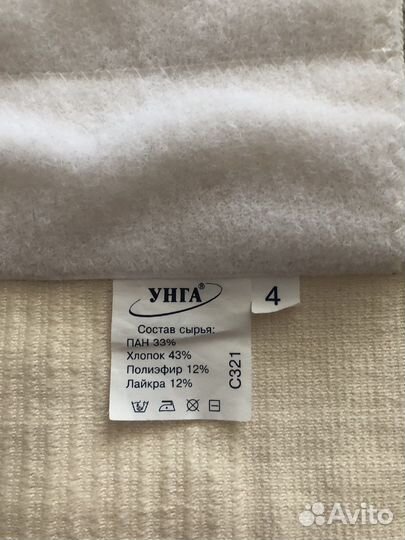 УНГА®
4
Состав сырья:
ПАН 33%
Хлопок 43%
Полиэфир 12%
Лайкра 12%
С321
Avito